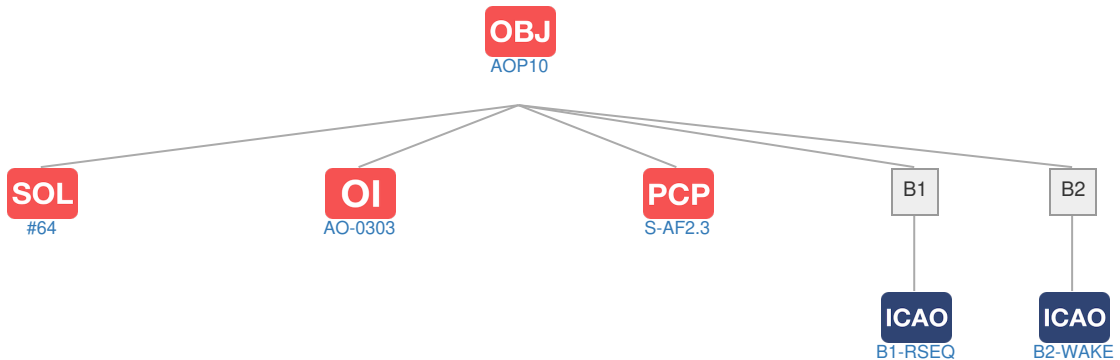 OBJ
AOP10
SOL
#64
OI
AO-0303
PCP
S-AF2.3
B1
B2
ICAO
B1-RSEQ
ICAO
B2-WAKE